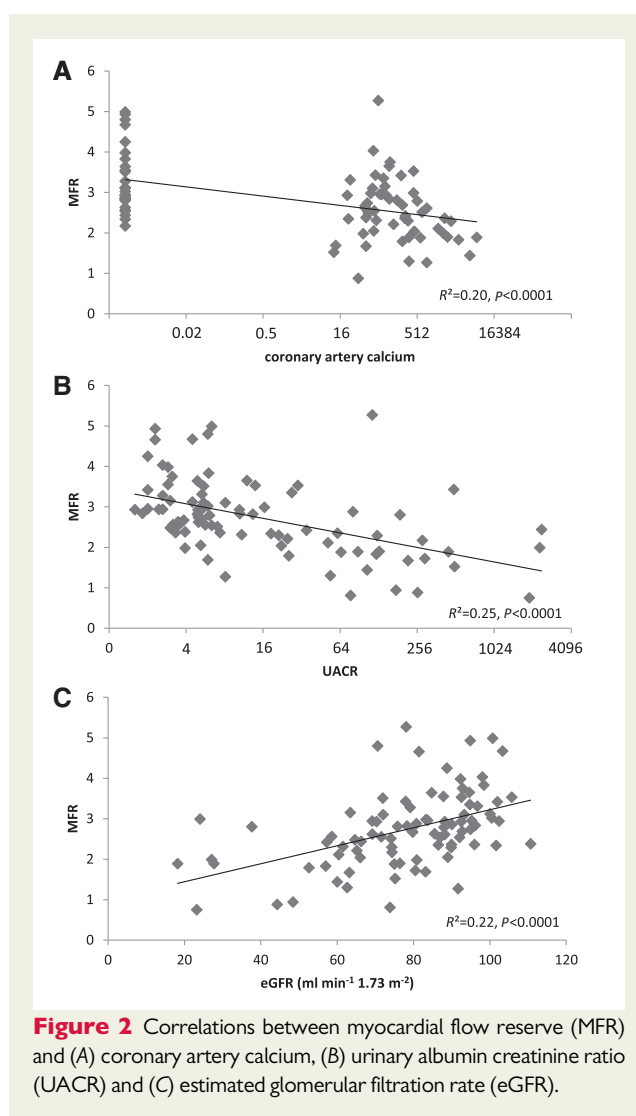 A
6
5
4
3
2
1
0
MFR
R²=0.20, P<0.0001
0.02 0.5 16 512 16384
coronary artery calcium
B
6
5
4
3
2
1
0
MFR
R²=0.25, P<0.0001
0 4 16 64 256 1024 4096
UACR
C
6
5
4
3
2
1
0
MFR
R²=0.22, P<0.0001
0 20 40 60 80 100 120
eGFR (ml min⁻¹ 1.73 m⁻²)
Figure 2 Correlations between myocardial flow reserve (MFR)
and (A) coronary artery calcium, (B) urinary albumin creatinine ratio
(UACR) and (C) estimated glomerular filtration rate (eGFR).